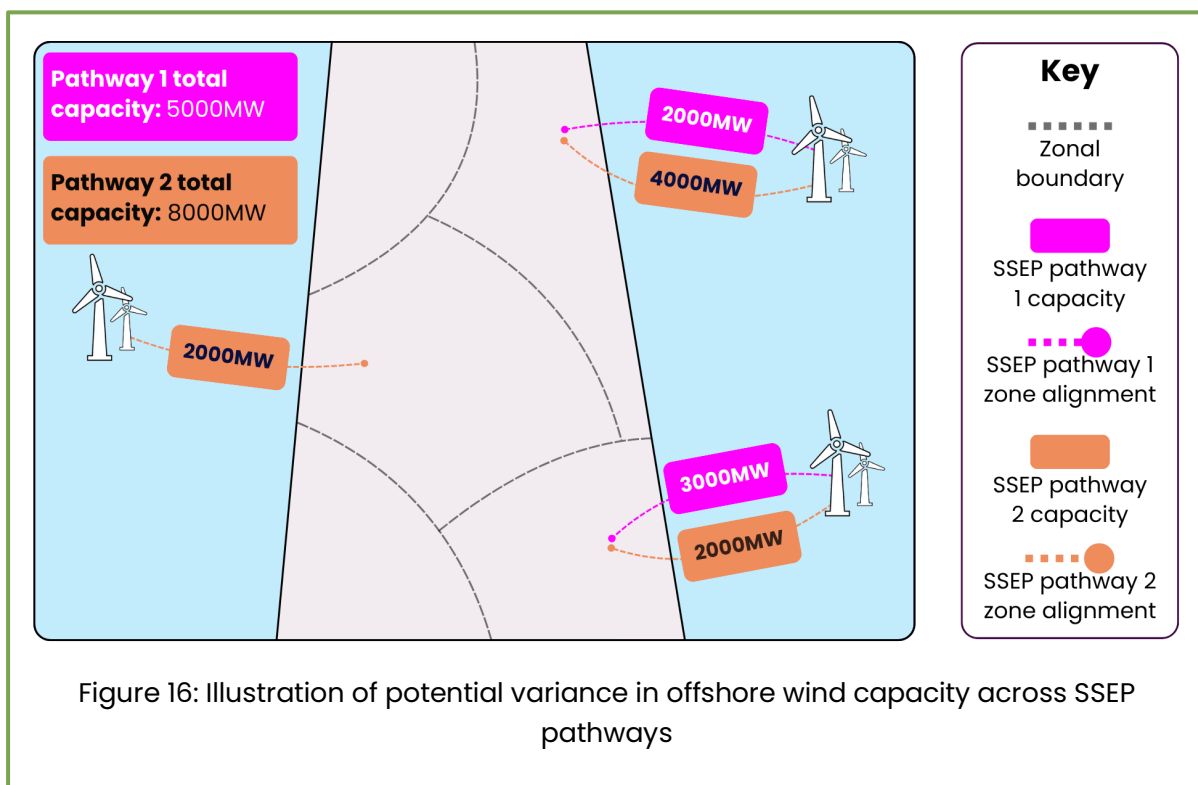 Pathway 1 total
capacity: 5000MW
Pathway 2 total
capacity: 8000MW
2000MW
4000MW
2000MW
3000MW
2000MW
Key
Zonal
boundary
SSEP pathway
1 capacity
SSEP pathway 1
zone alignment
SSEP pathway
2 capacity
SSEP pathway 2
zone alignment
Figure 16: Illustration of potential variance in offshore wind capacity across SSEP
pathways